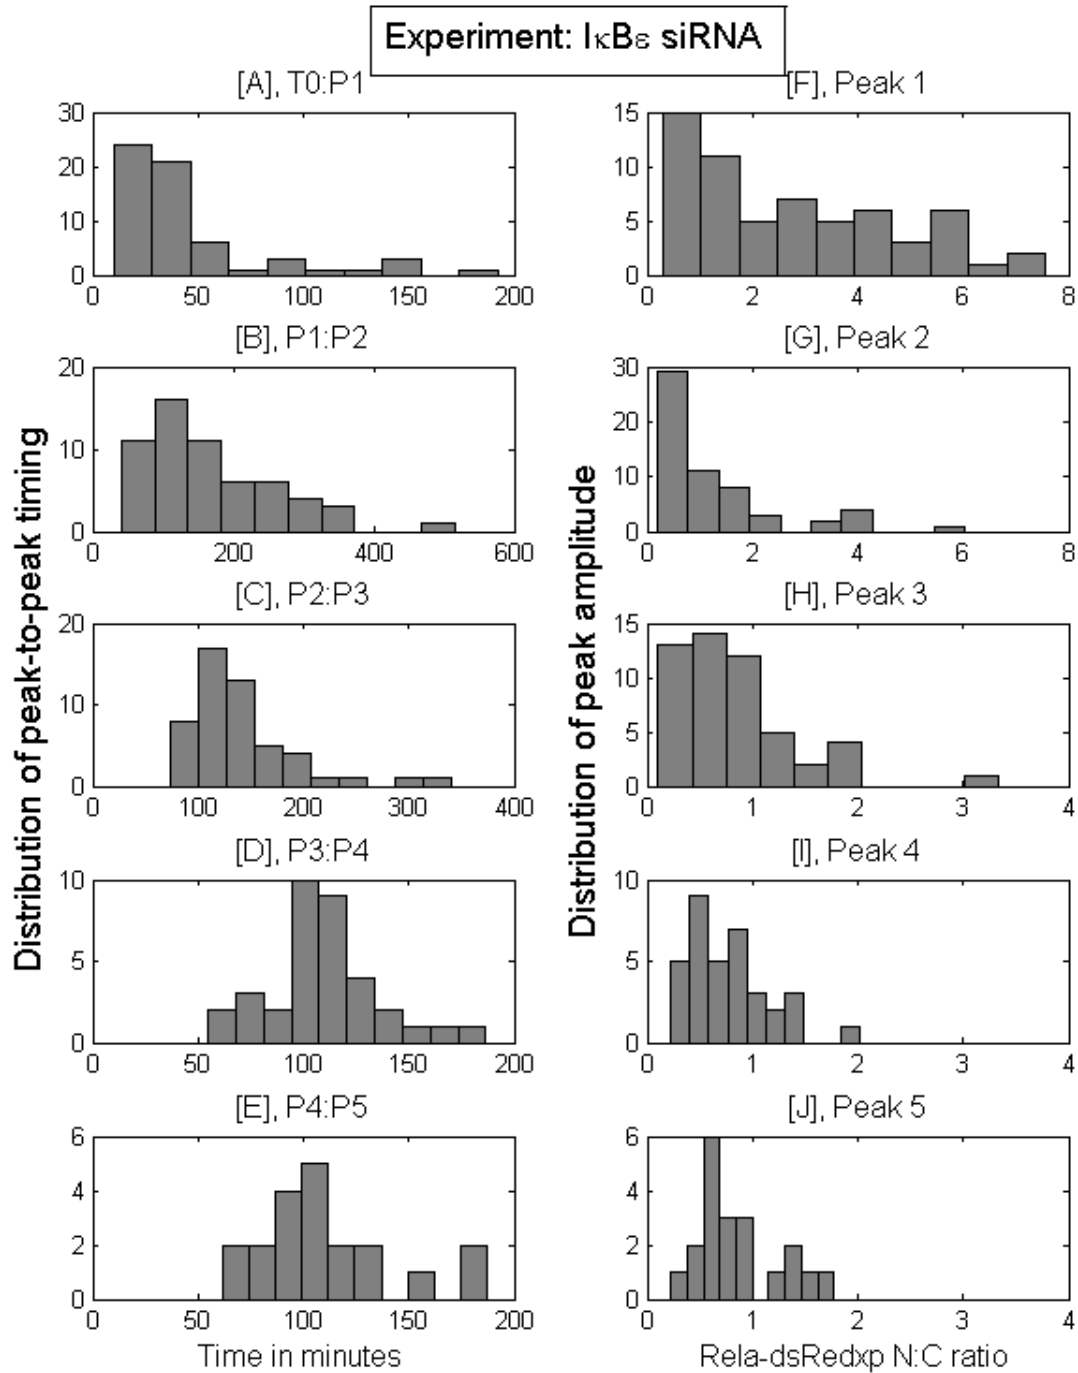 Experiment: IκBε siRNA
[A], T0:P1
30
20
10
0
0 50 100 150 200
[F], Peak 1
15
10
5
0
0 2 4 6 8
[B], P1:P2
20
10
0
0 200 400 600
[G], Peak 2
30
20
10
0
0 2 4 6 8
[C], P2:P3
20
10
0
0 100 200 300 400
[H], Peak 3
15
10
5
0
0 1 2 3 4
[D], P3:P4
10
5
0
0 50 100 150 200
[I], Peak 4
10
5
0
0 1 2 3 4
[E], P4:P5
6
4
2
0
0 50 100 150 200
Time in minutes
[J], Peak 5
6
4
2
0
0 1 2 3 4
Rela-dsRedxp N:C ratio
Distribution of peak-to-peak timing
Distribution of peak amplitude